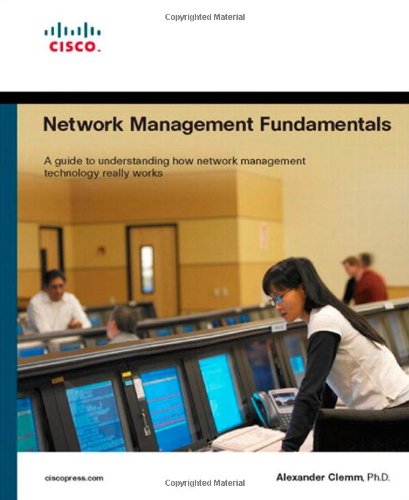 Copyrighted Material
CISCO.
Network Management Fundamentals
A guide to understanding how network management
technology really works
ciscopress.com
Alexander Clemm, Ph.D.
Copyrighted Material